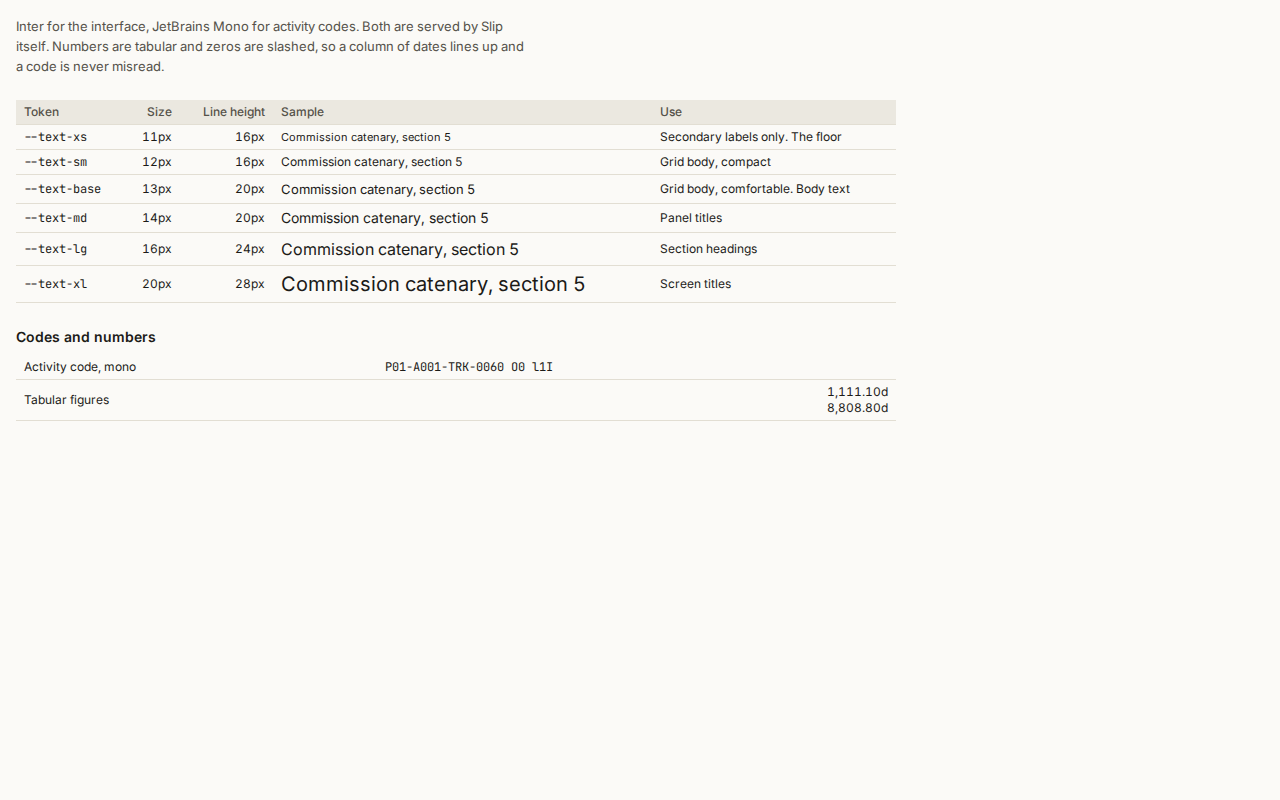 Inter for the interface, JetBrains Mono for activity codes. Both are served by Slip
itself. Numbers are tabular and zeros are slashed, so a column of dates lines up and
a code is never misread.
Token Size Line height Sample Use
--text-xs 11px 16px Commission catenary, section 5 Secondary labels only. The floor
--text-sm 12px 16px Commission catenary, section 5 Grid body, compact
--text-base 13px 20px Commission catenary, section 5 Grid body, comfortable. Body text
--text-md 14px 20px Commission catenary, section 5 Panel titles
--text-lg 16px 24px Commission catenary, section 5 Section headings
--text-xl 20px 28px Commission catenary, section 5 Screen titles
Codes and numbers
Activity code, mono P01-A001-TRK-0060 O0 l1I
Tabular figures 1,111.10d
8,808.80d